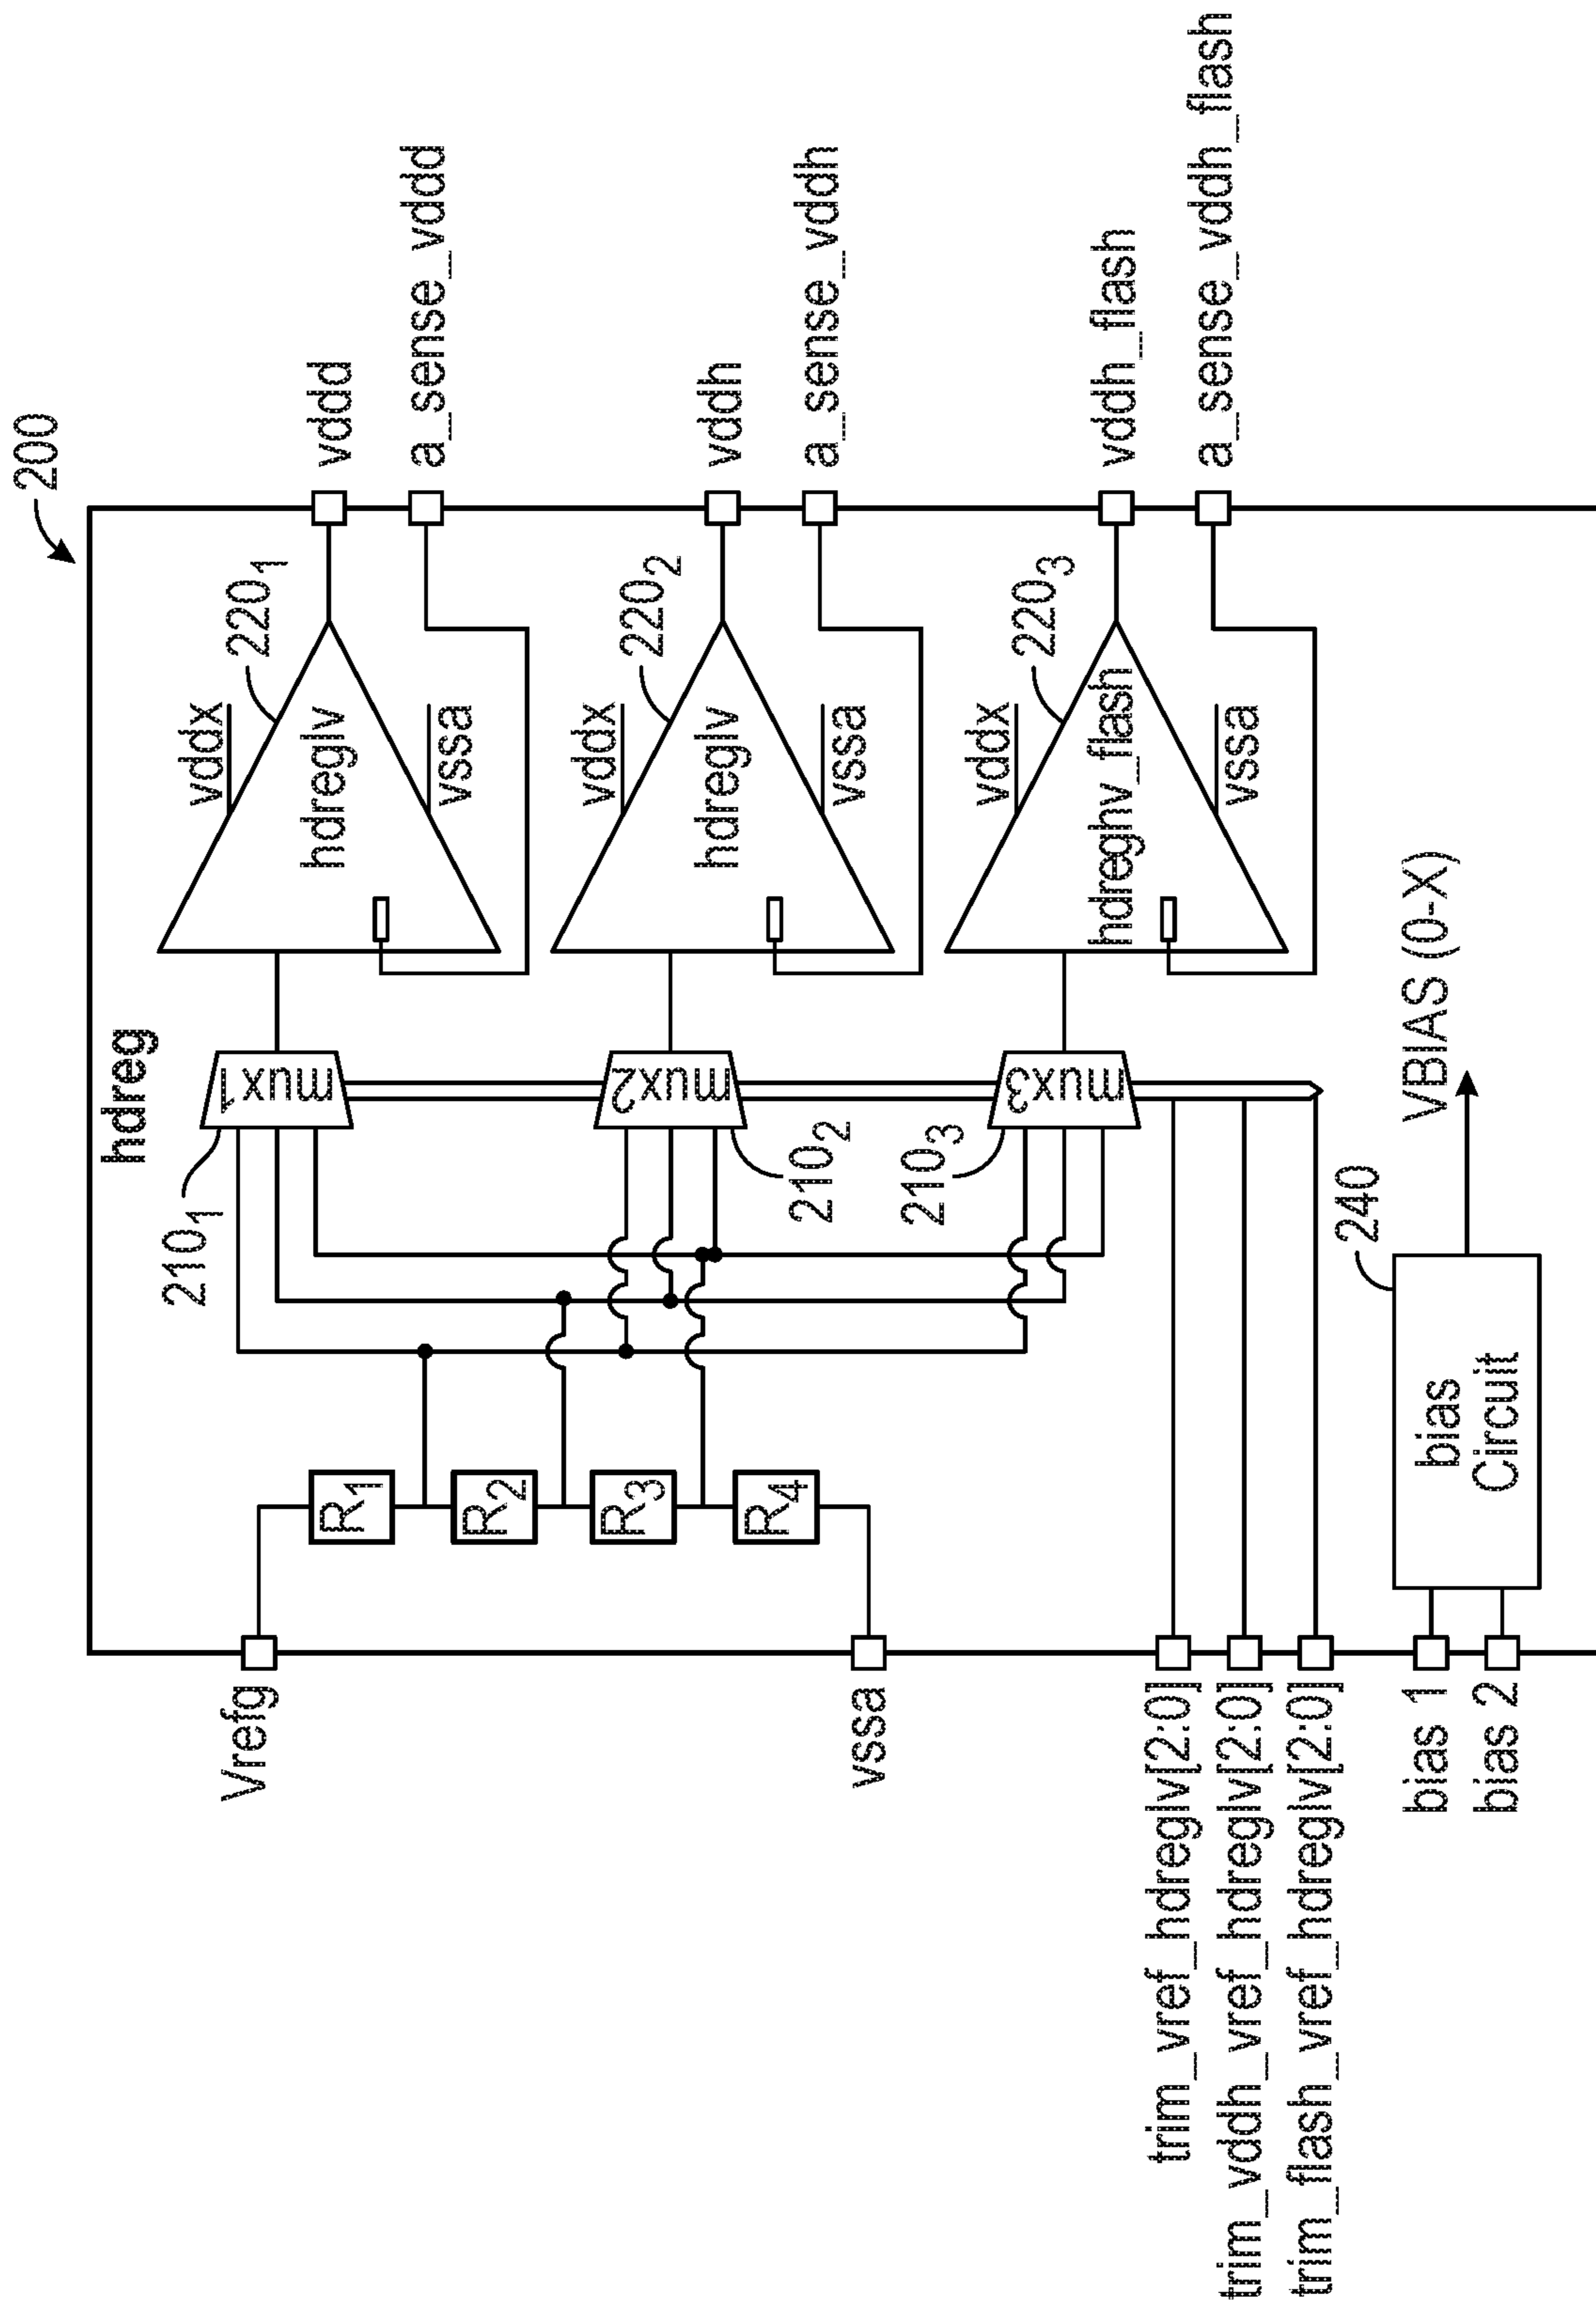 200
hdreg
Vrefg
vssa
R1
R2
R3
R4
210₁
mux1
210₂
mux2
210₃
mux3
vddx
hdreglv
vssa
220₁
vddd
a_sense_vddd
vddx
hdreglv
vssa
220₂
vddh
a_sense_vddh
vddx
hdreghv_flash
vssa
220₃
vddh_flash
a_sense_vddh_flash
trim_vref_hdreglv[2:0]
trim_vddh_vref_hdreglv[2:0]
trim_flash_vref_hdreglv[2:0]
bias 1
bias 2
bias
Circuit
240
VBIAS (0-X)